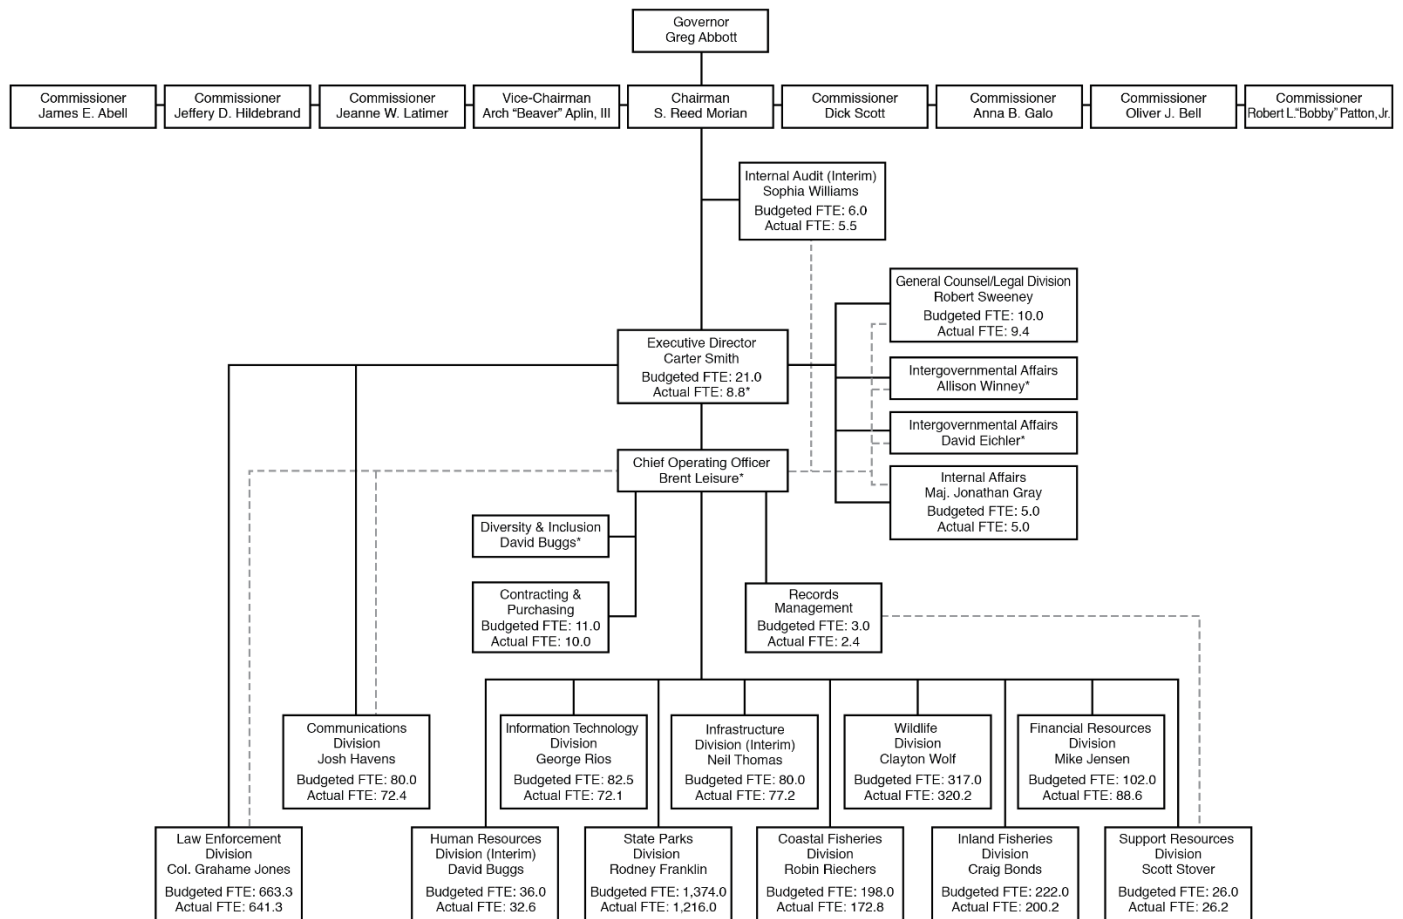 Governor
Greg Abbott
Commissioner
James E. Abell
Commissioner
Jeffery D. Hildebrand
Commissioner
Jeanne W. Latimer
Vice-Chairman
Arch “Beaver” Aplin, III
Chairman
S. Reed Morian
Commissioner
Dick Scott
Commissioner
Anna B. Galo
Commissioner
Oliver J. Bell
Commissioner
Robert L.“Bobby” Patton, Jr.
Internal Audit (Interim)
Sophia Williams
Budgeted FTE: 6.0
Actual FTE: 5.5
General Counsel/Legal Division
Robert Sweeney
Budgeted FTE: 10.0
Actual FTE: 9.4
Executive Director
Carter Smith
Budgeted FTE: 21.0
Actual FTE: 8.8*
Intergovernmental Affairs
Allison Winney*
Intergovernmental Affairs
David Eichler*
Chief Operating Officer
Brent Leisure*
Internal Affairs
Maj. Jonathan Gray
Budgeted FTE: 5.0
Actual FTE: 5.0
Diversity & Inclusion
David Buggs*
Contracting &
Purchasing
Budgeted FTE: 11.0
Actual FTE: 10.0
Records
Management
Budgeted FTE: 3.0
Actual FTE: 2.4
Communications
Division
Josh Havens
Budgeted FTE: 80.0
Actual FTE: 72.4
Information Technology
Division
George Rios
Budgeted FTE: 82.5
Actual FTE: 72.1
Infrastructure
Division (Interim)
Neil Thomas
Budgeted FTE: 80.0
Actual FTE: 77.2
Wildlife
Division
Clayton Wolf
Budgeted FTE: 317.0
Actual FTE: 320.2
Financial Resources
Division
Mike Jensen
Budgeted FTE: 102.0
Actual FTE: 88.6
Law Enforcement
Division
Col. Grahame Jones
Budgeted FTE: 663.3
Actual FTE: 641.3
Human Resources
Division (Interim)
David Buggs
Budgeted FTE: 36.0
Actual FTE: 32.6
State Parks
Division
Rodney Franklin
Budgeted FTE: 1,374.0
Actual FTE: 1,216.0
Coastal Fisheries
Division
Robin Riechers
Budgeted FTE: 198.0
Actual FTE: 172.8
Inland Fisheries
Division
Craig Bonds
Budgeted FTE: 222.0
Actual FTE: 200.2
Support Resources
Division
Scott Stover
Budgeted FTE: 26.0
Actual FTE: 26.2